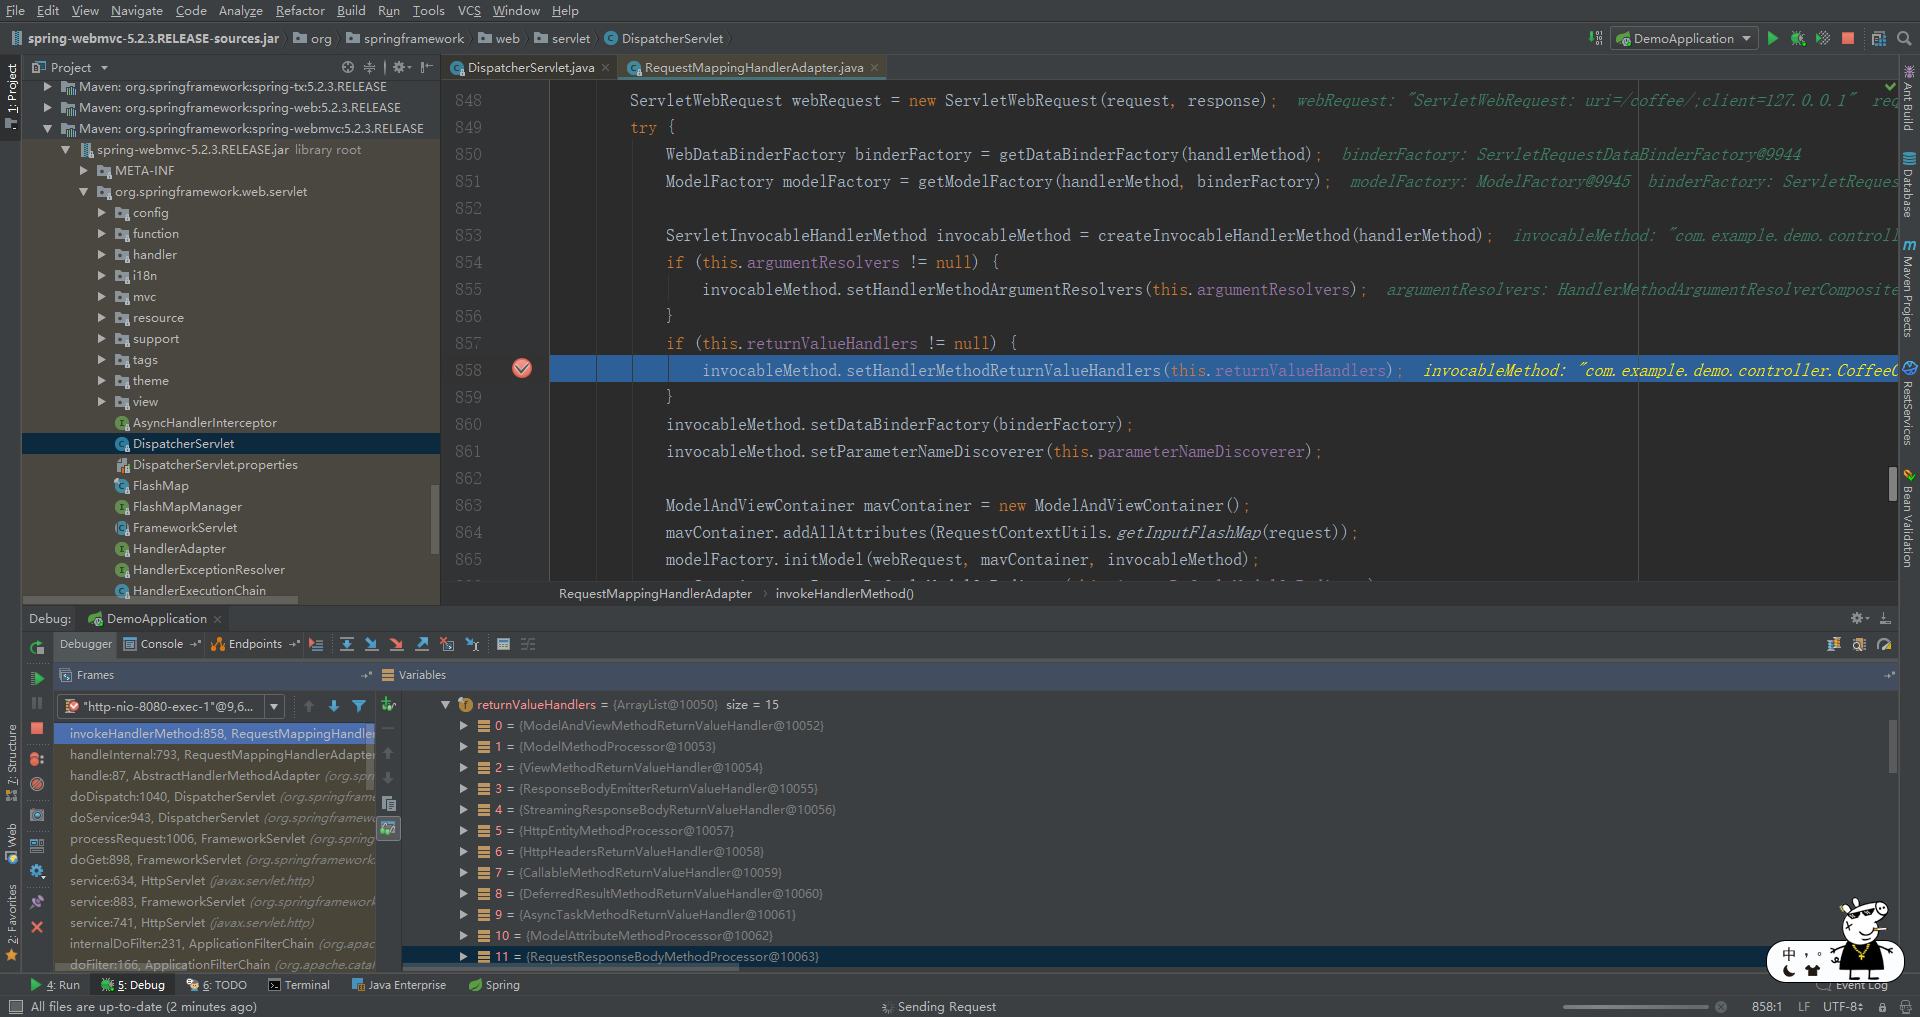 File Edit View Navigate Code Analyze Refactor Build Run Tools VCS Window Help
spring-webmvc-5.2.3.RELEASE-sources.jar org springframework web servlet DispatcherServlet
DemoApplication
1: Project
Project
Maven: org.springframework:spring-tx:5.2.3.RELEASE
Maven: org.springframework:spring-web:5.2.3.RELEASE
Maven: org.springframework:spring-webmvc:5.2.3.RELEASE
spring-webmvc-5.2.3.RELEASE.jar library root
META-INF
org.springframework.web.servlet
config
function
handler
i18n
mvc
resource
support
tags
theme
view
AsyncHandlerInterceptor
DispatcherServlet
DispatcherServlet.properties
FlashMap
FlashMapManager
FrameworkServlet
HandlerAdapter
HandlerExceptionResolver
HandlerExecutionChain
DispatcherServlet.java RequestMappingHandlerAdapter.java
848 ServletWebRequest webRequest = new ServletWebRequest(request, response); webRequest: "ServletWebRequest: uri=/coffee/;client=127.0.0.1" req
849 try {
850 WebDataBinderFactory binderFactory = getDataBinderFactory(handlerMethod); binderFactory: ServletRequestDataBinderFactory@9944
851 ModelFactory modelFactory = getModelFactory(handlerMethod, binderFactory); modelFactory: ModelFactory@9945 binderFactory: ServletReques
852
853 ServletInvocableHandlerMethod invocableMethod = createInvocableHandlerMethod(handlerMethod); invocableMethod: "com.example.demo.controll
854 if (this.argumentResolvers != null) {
855 invocableMethod.setHandlerMethodArgumentResolvers(this.argumentResolvers); argumentResolvers: HandlerMethodArgumentResolverComposite
856 }
857 if (this.returnValueHandlers != null) {
858 invocableMethod.setHandlerMethodReturnValueHandlers(this.returnValueHandlers); invocableMethod: "com.example.demo.controller.CoffeeC
859 }
860 invocableMethod.setDataBinderFactory(binderFactory);
861 invocableMethod.setParameterNameDiscoverer(this.parameterNameDiscoverer);
862
863 ModelAndViewContainer mavContainer = new ModelAndViewContainer();
864 mavContainer.addAllAttributes(RequestContextUtils.getInputFlashMap(request));
865 modelFactory.initModel(webRequest, mavContainer, invocableMethod);
RequestMappingHandlerAdapter › invokeHandlerMethod()
Ant Build
Database
Maven Projects
RestServices
Bean Validation
Debug: DemoApplication
Debugger Console Endpoints
Frames
Variables
"http-nio-8080-exec-1"@9,6...
invokeHandlerMethod:858, RequestMappingHandler
handleInternal:793, RequestMappingHandlerAdapter
handle:87, AbstractHandlerMethodAdapter (org.spri
doDispatch:1040, DispatcherServlet (org.springframe
doService:943, DispatcherServlet (org.springframew
processRequest:1006, FrameworkServlet (org.spring
doGet:898, FrameworkServlet (org.springframework
service:634, HttpServlet (javax.servlet.http)
service:883, FrameworkServlet (org.springframework
service:741, HttpServlet (javax.servlet.http)
internalDoFilter:231, ApplicationFilterChain (org.apac
doFilter:166, ApplicationFilterChain (org.apache.catal
returnValueHandlers = {ArrayList@10050} size = 15
0 = {ModelAndViewMethodReturnValueHandler@10052}
1 = {ModelMethodProcessor@10053}
2 = {ViewMethodReturnValueHandler@10054}
3 = {ResponseBodyEmitterReturnValueHandler@10055}
4 = {StreamingResponseBodyReturnValueHandler@10056}
5 = {HttpEntityMethodProcessor@10057}
6 = {HttpHeadersReturnValueHandler@10058}
7 = {CallableMethodReturnValueHandler@10059}
8 = {DeferredResultMethodReturnValueHandler@10060}
9 = {AsyncTaskMethodReturnValueHandler@10061}
10 = {ModelAttributeMethodProcessor@10062}
11 = {RequestResponseBodyMethodProcessor@10063}
7: Structure
Web
2: Favorites
中 ，。
4: Run 5: Debug 6: TODO Terminal Java Enterprise Spring Event Log
All files are up-to-date (2 minutes ago) Sending Request 858:1 LF UTF-8